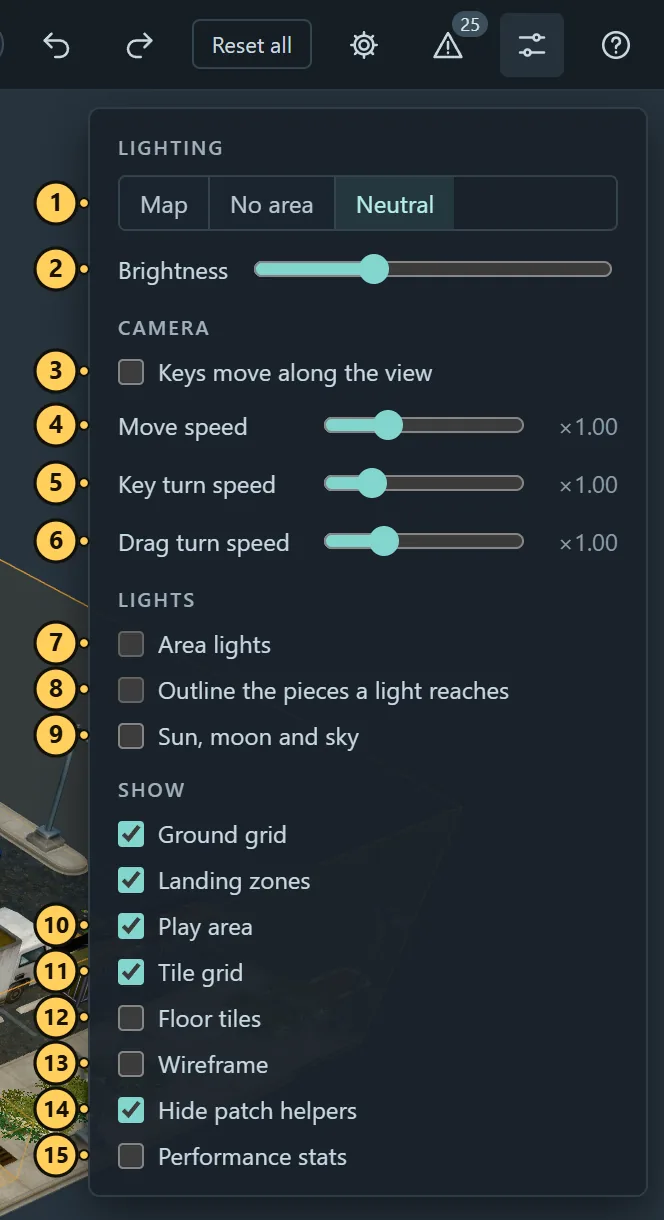 Reset all
25
LIGHTING
1 Map No area Neutral
2 Brightness
CAMERA
3 Keys move along the view
4 Move speed ×1.00
5 Key turn speed ×1.00
6 Drag turn speed ×1.00
LIGHTS
7 Area lights
8 Outline the pieces a light reaches
9 Sun, moon and sky
SHOW
Ground grid
Landing zones
10 Play area
11 Tile grid
12 Floor tiles
13 Wireframe
14 Hide patch helpers
15 Performance stats